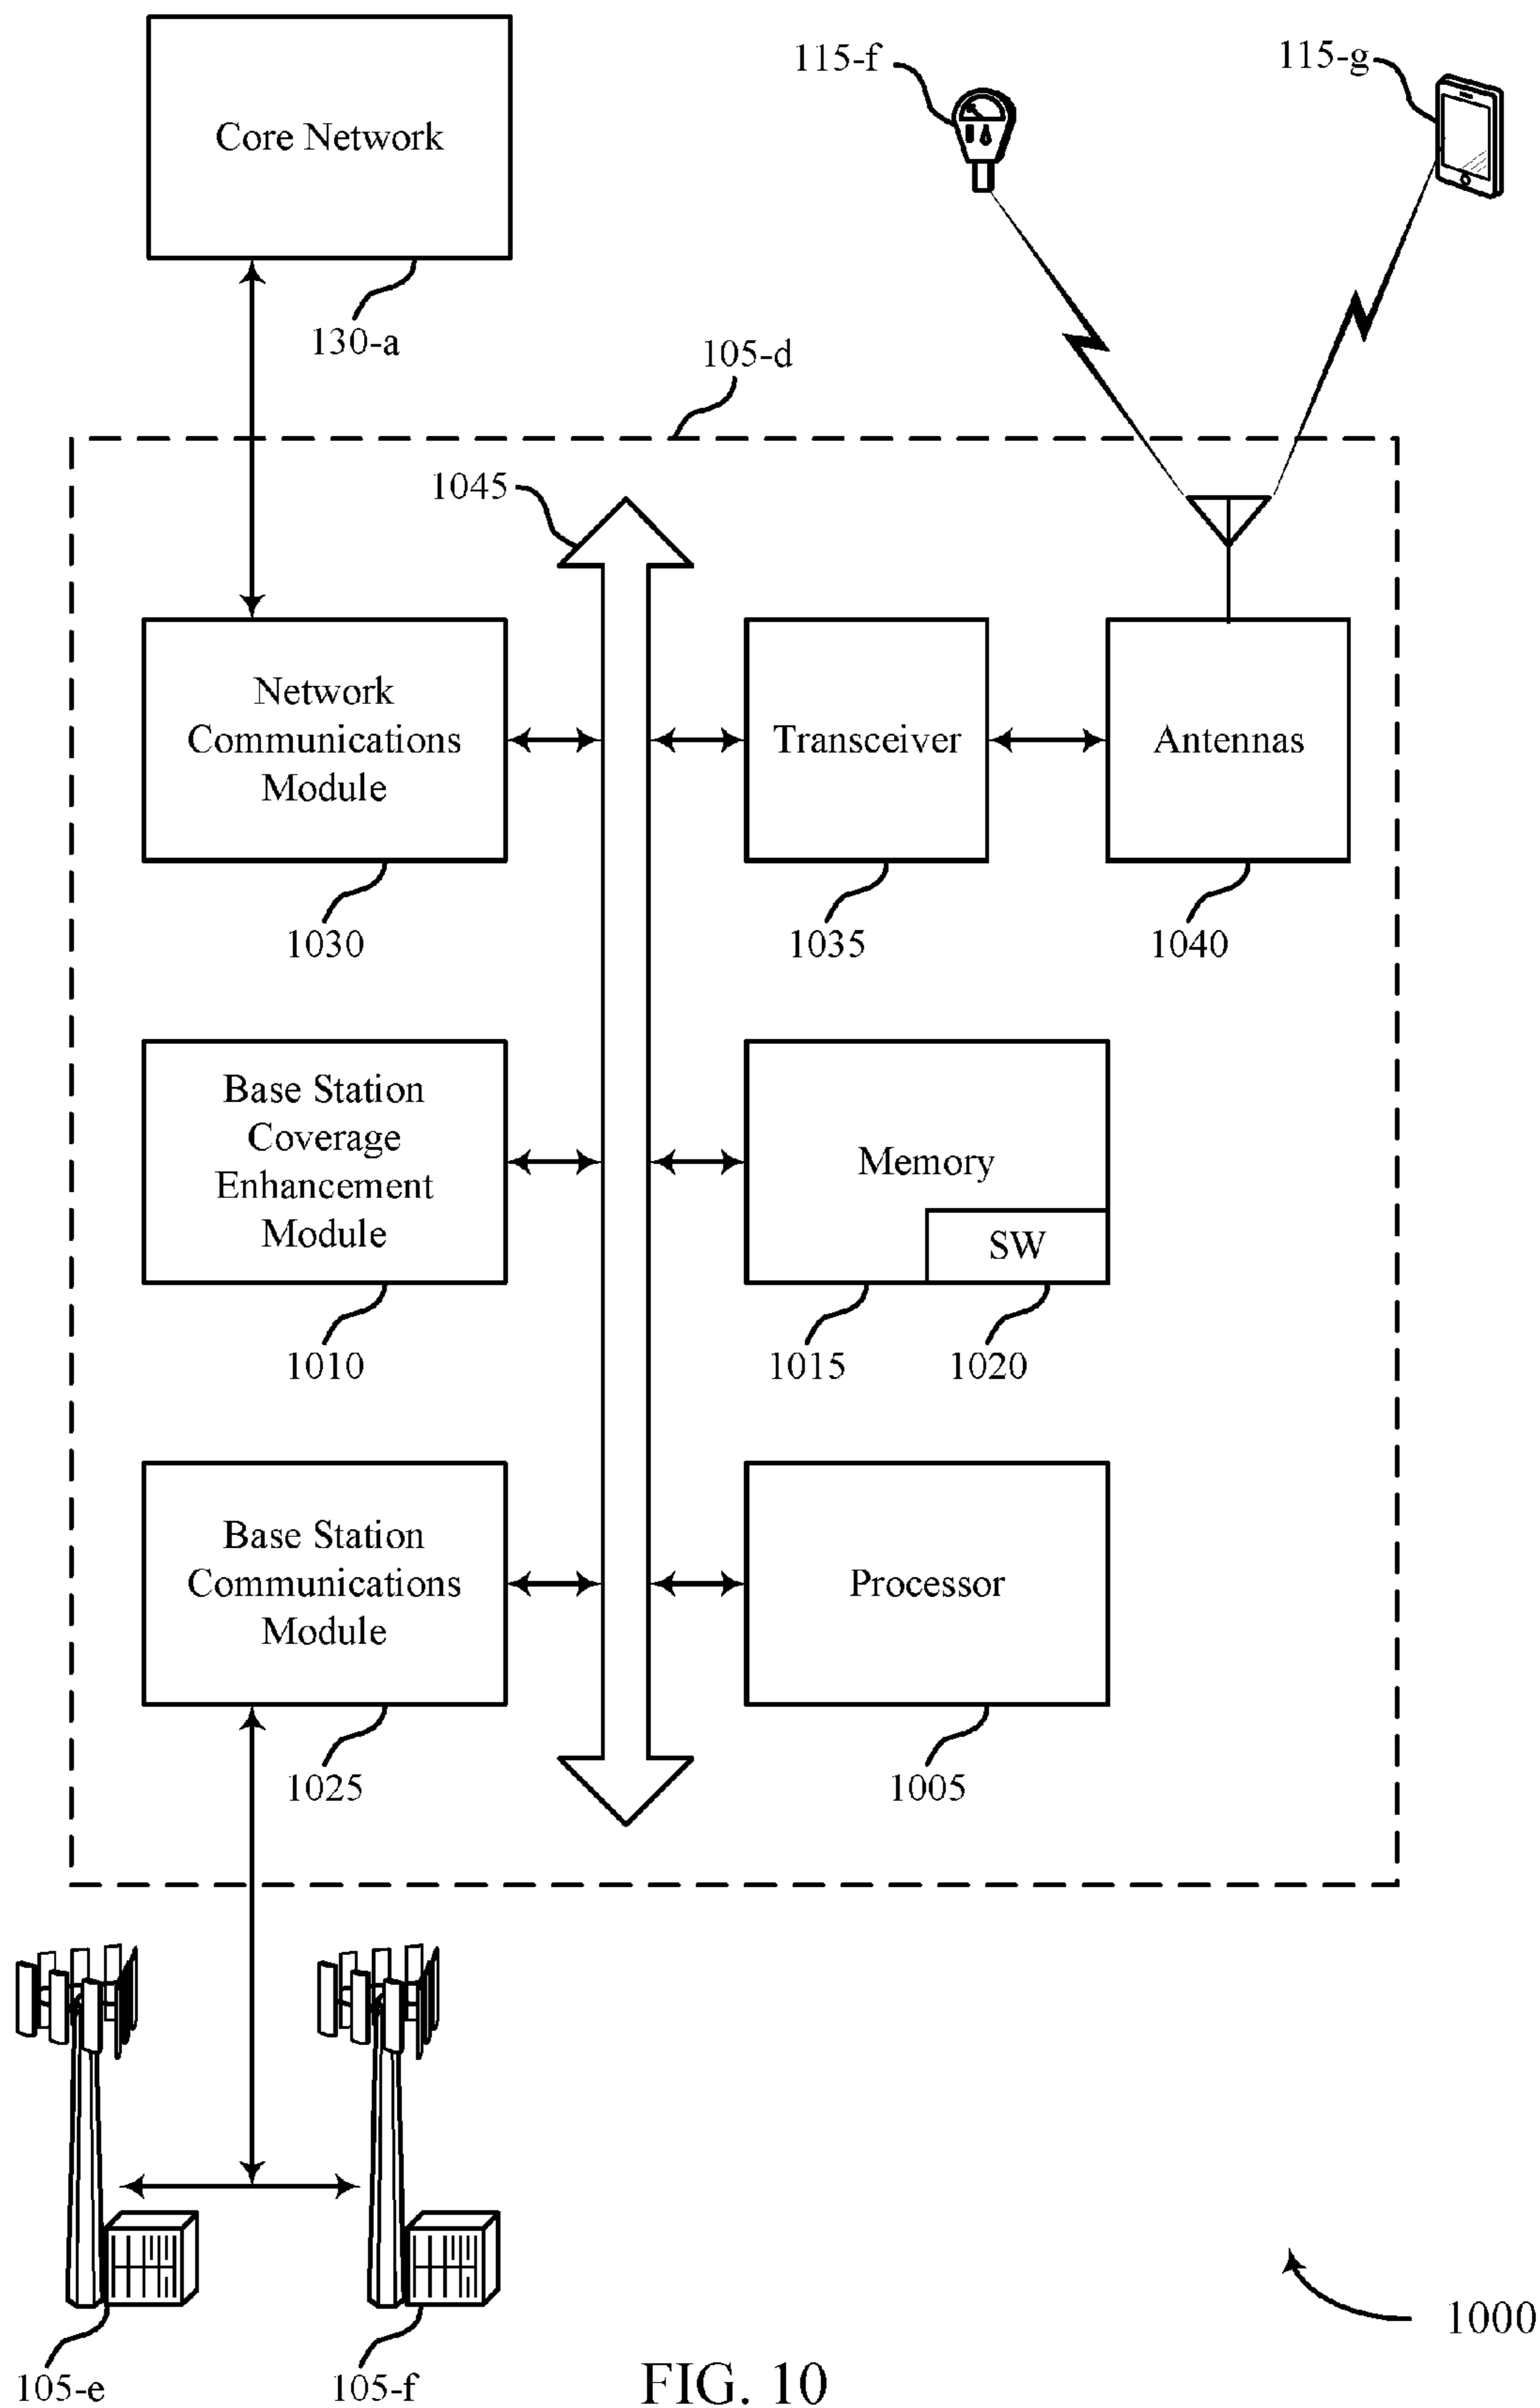 Core Network
130-a
115-f
115-g
105-d
1045
Network
Communications
Module
1030
Transceiver
1035
Antennas
1040
Base Station
Coverage
Enhancement
Module
1010
Memory
SW
1015
1020
Base Station
Communications
Module
1025
Processor
1005
105-e
105-f
1000
FIG. 10